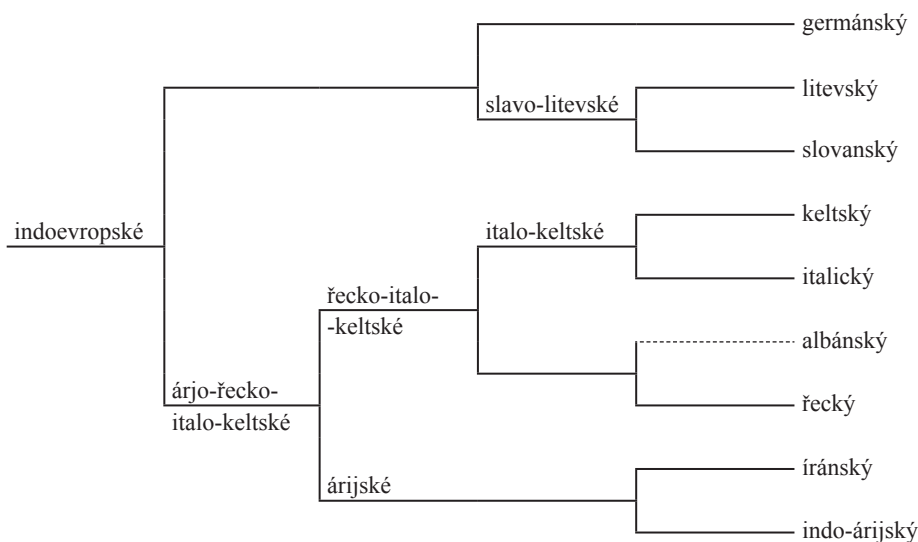 germánský
litevský
slavo-litevské
slovanský
keltský
indoevropské
italo-keltské
italický
řecko-italo-
-keltské
albánský
árjo-řecko-
italo-keltské
řecký
íránský
árijské
indo-árijský